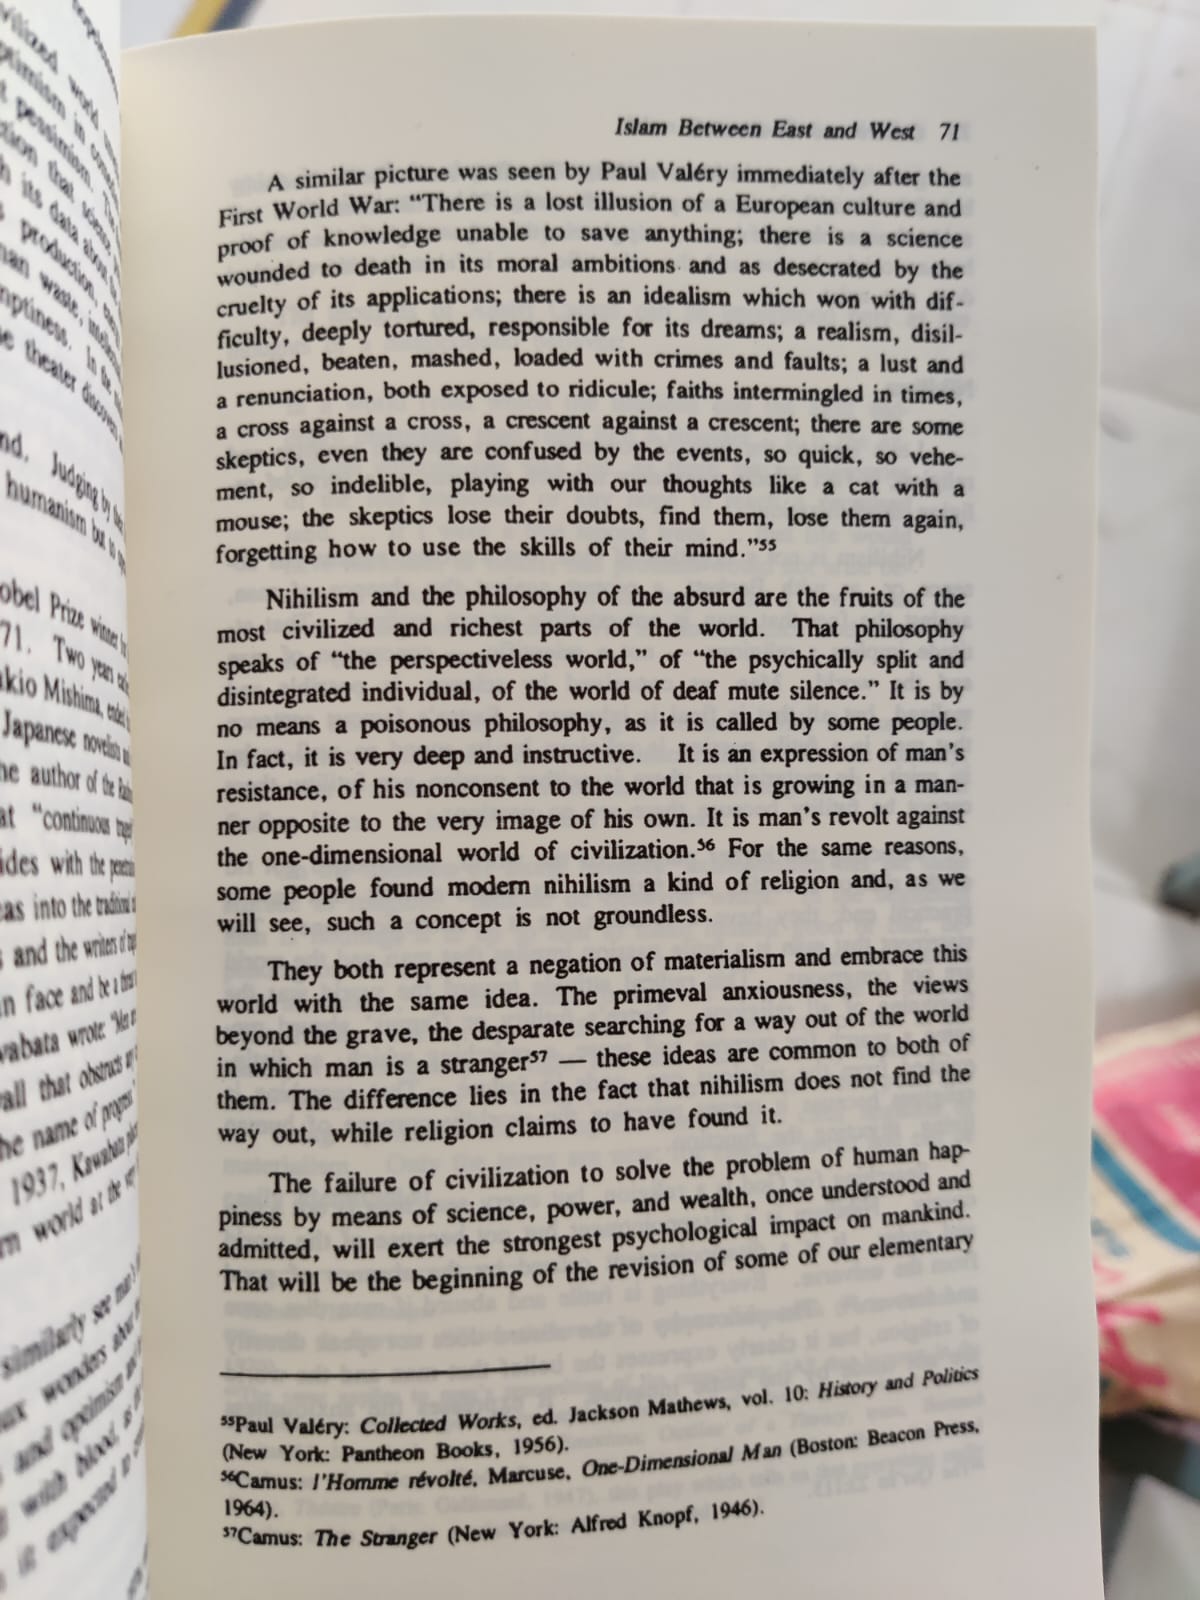 Islam Between East and West 71
A similar picture was seen by Paul Valéry immediately after the
First World War: “There is a lost illusion of a European culture and
proof of knowledge unable to save anything; there is a science
wounded to death in its moral ambitions and as desecrated by the
cruelty of its applications; there is an idealism which won with dif-
ficulty, deeply tortured, responsible for its dreams; a realism, disil-
lusioned, beaten, mashed, loaded with crimes and faults; a lust and
a renunciation, both exposed to ridicule; faiths intermingled in times,
a cross against a cross, a crescent against a crescent; there are some
skeptics, even they are confused by the events, so quick, so vehe-
ment, so indelible, playing with our thoughts like a cat with a
mouse; the skeptics lose their doubts, find them, lose them again,
forgetting how to use the skills of their mind.”⁵⁵
Nihilism and the philosophy of the absurd are the fruits of the
most civilized and richest parts of the world. That philosophy
speaks of “the perspectiveless world,” of “the psychically split and
disintegrated individual, of the world of deaf mute silence.” It is by
no means a poisonous philosophy, as it is called by some people.
In fact, it is very deep and instructive. It is an expression of man’s
resistance, of his nonconsent to the world that is growing in a man-
ner opposite to the very image of his own. It is man’s revolt against
the one-dimensional world of civilization.⁵⁶ For the same reasons,
some people found modern nihilism a kind of religion and, as we
will see, such a concept is not groundless.
They both represent a negation of materialism and embrace this
world with the same idea. The primeval anxiousness, the views
beyond the grave, the desparate searching for a way out of the world
in which man is a stranger⁵⁷ — these ideas are common to both of
them. The difference lies in the fact that nihilism does not find the
way out, while religion claims to have found it.
The failure of civilization to solve the problem of human hap-
piness by means of science, power, and wealth, once understood and
admitted, will exert the strongest psychological impact on mankind.
That will be the beginning of the revision of some of our elementary
⁵⁵Paul Valéry: Collected Works, ed. Jackson Mathews, vol. 10: History and Politics
(New York: Pantheon Books, 1956).
⁵⁶Camus: l’Homme révolté, Marcuse, One-Dimensional Man (Boston: Beacon Press,
1964).
⁵⁷Camus: The Stranger (New York: Alfred Knopf, 1946).